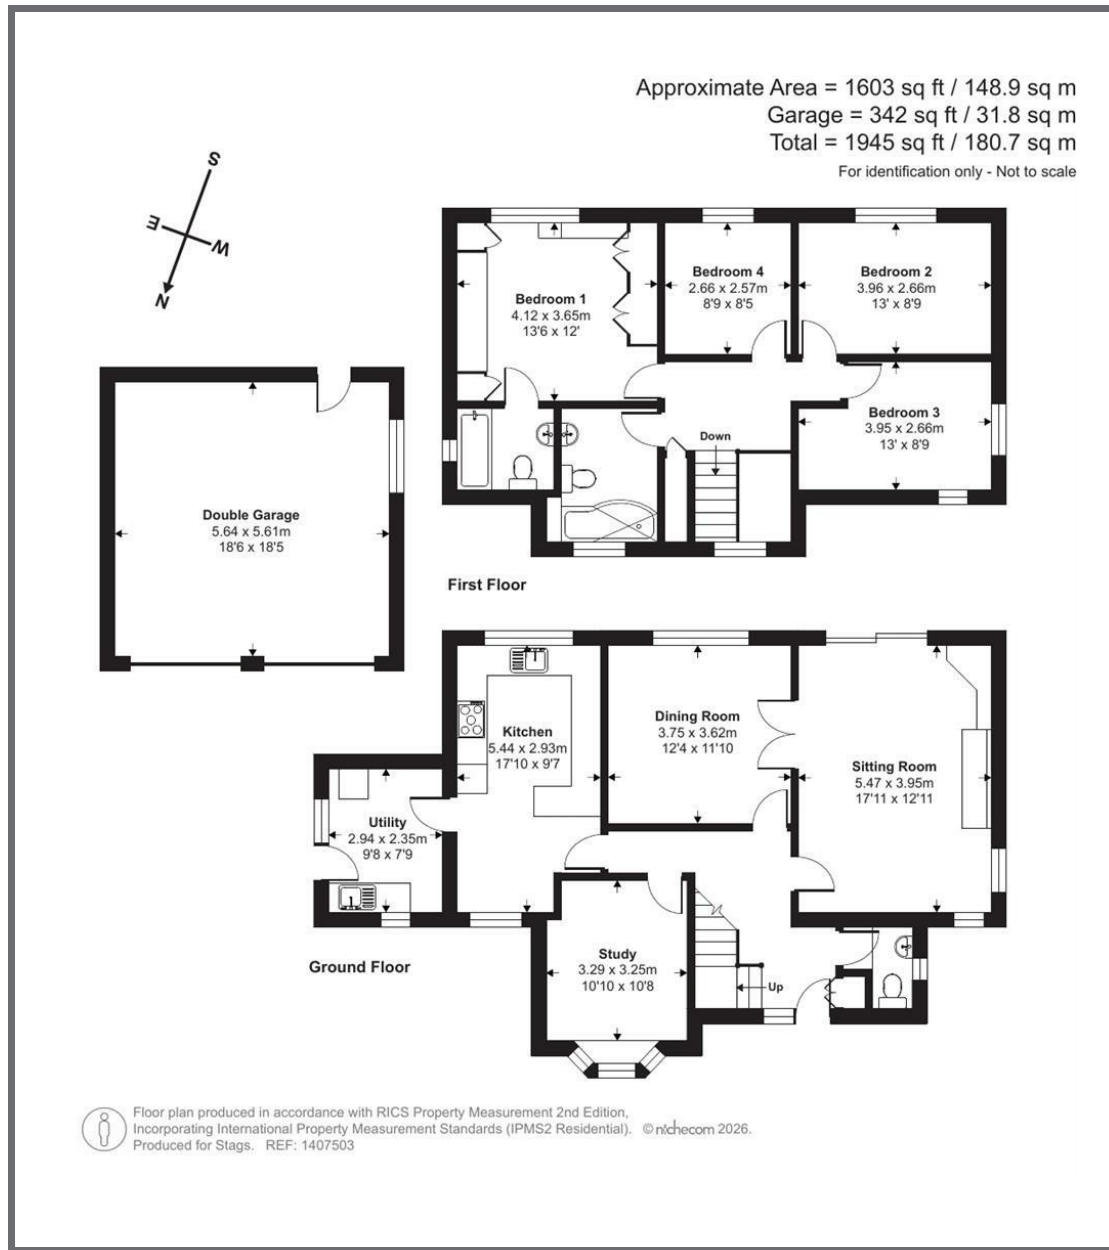 Approximate Area = 1603 sq ft / 148.9 sq m
Garage = 342 sq ft / 31.8 sq m
Total = 1945 sq ft / 180.7 sq m
For identification only - Not to scale
S
E
W
N
Bedroom 1
4.12 x 3.65m
13'6 x 12'
Bedroom 4
2.66 x 2.57m
8'9 x 8'5
Bedroom 2
3.96 x 2.66m
13' x 8'9
Bedroom 3
3.95 x 2.66m
13' x 8'9
Down
Double Garage
5.64 x 5.61m
18'6 x 18'5
First Floor
Kitchen
5.44 x 2.93m
17'10 x 9'7
Dining Room
3.75 x 3.62m
12'4 x 11'10
Sitting Room
5.47 x 3.95m
17'11 x 12'11
Utility
2.94 x 2.35m
9'8 x 7'9
Study
3.29 x 3.25m
10'10 x 10'8
Up
Ground Floor
Floor plan produced in accordance with RICS Property Measurement 2nd Edition,
Incorporating International Property Measurement Standards (IPMS2 Residential). © nichecom 2026.
Produced for Stags. REF: 1407503